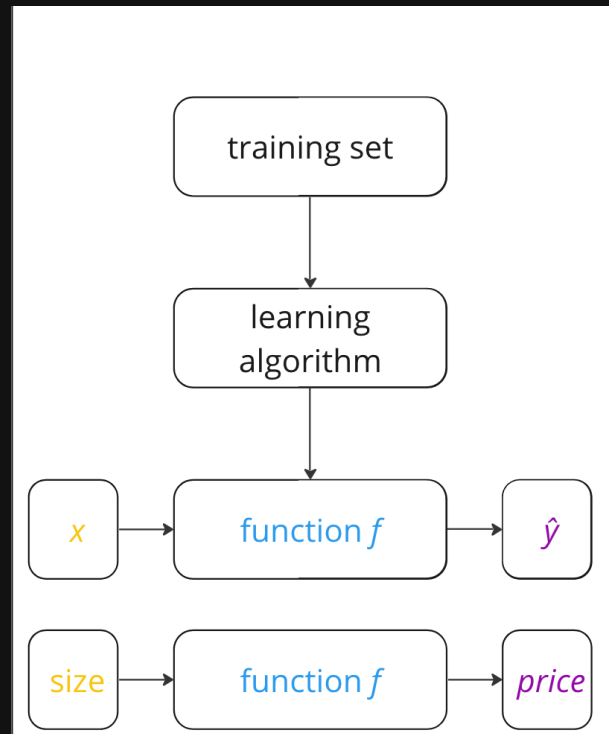 training set
learning
algorithm
x
function f
ŷ
size
function f
price